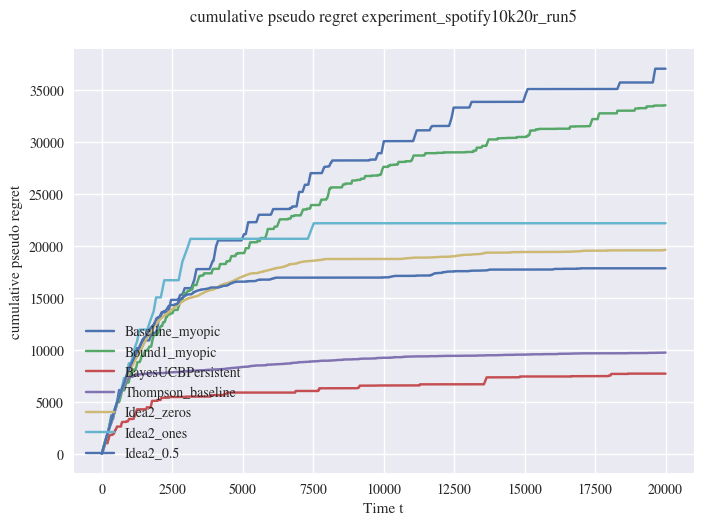 cumulative pseudo regret experiment_spotify10k20r_run5
cumulative pseudo regret
35000
30000
25000
20000
15000
10000
5000
0
Baseline_myopic
Bound1_myopic
BayesUCBPersistent
Thompson_baseline
Idea2_zeros
Idea2_ones
Idea2_0.5
0 2500 5000 7500 10000 12500 15000 17500 20000
Time t